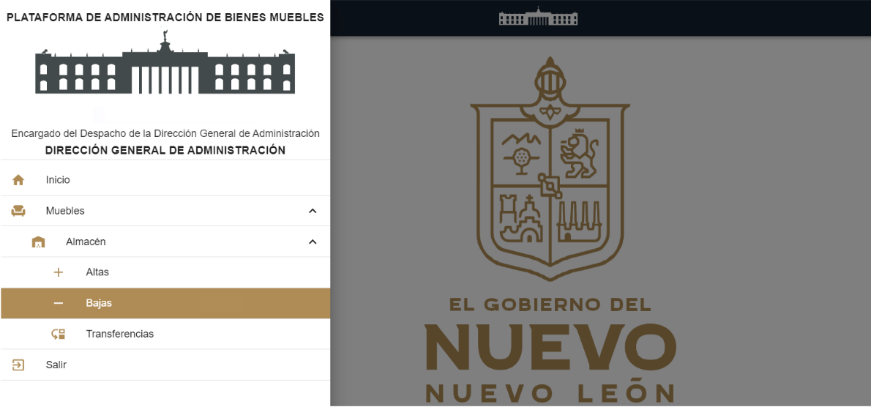 PLATAFORMA DE ADMINISTRACIÓN DE BIENES MUEBLES
Encargado del Despacho de la Dirección General de Administración
DIRECCIÓN GENERAL DE ADMINISTRACIÓN
Inicio
Muebles
Almacén
Altas
Bajas
Transferencias
Salir
EL GOBIERNO DEL
NUEVO
NUEVO LEÓN